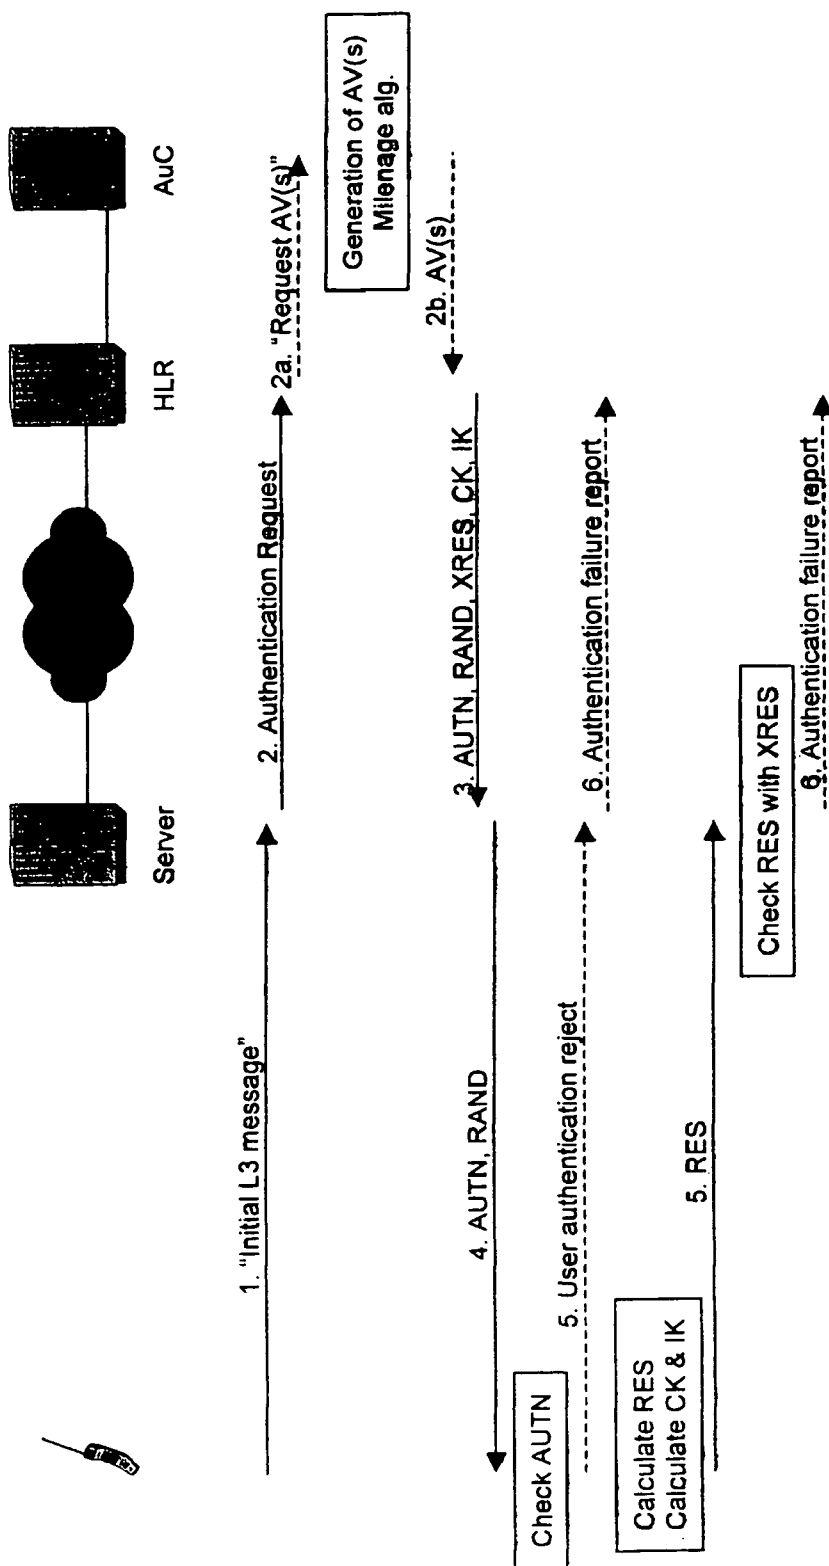 Server
HLR
AuC
1. "Initial L3 message"
2. Authentication Request
2a. "Request AV(s)"
Generation of AV(s)
Milenage alg.
2b. AV(s)
3. AUTN, RAND, XRES, CK, IK
4. AUTN, RAND
Check AUTN
5. User authentication reject
6. Authentication failure report
Calculate RES
Calculate CK & IK
5. RES
Check RES with XRES
6. Authentication failure report